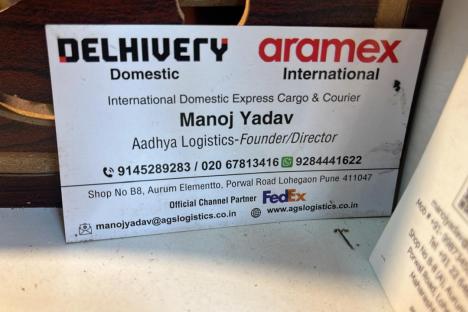 DELHIVERY aramex
Domestic International
International Domestic Express Cargo & Courier
Manoj Yadav
Aadhya Logistics-Founder/Director
9145289283 / 020 67813416 9284441622
Shop No B8, Aurum Elementto, Porwal Road Lohegaon Pune 411047
Official Channel Partner FedEx
manojyadav@agslogistics.co.in www.agslogistics.co.in